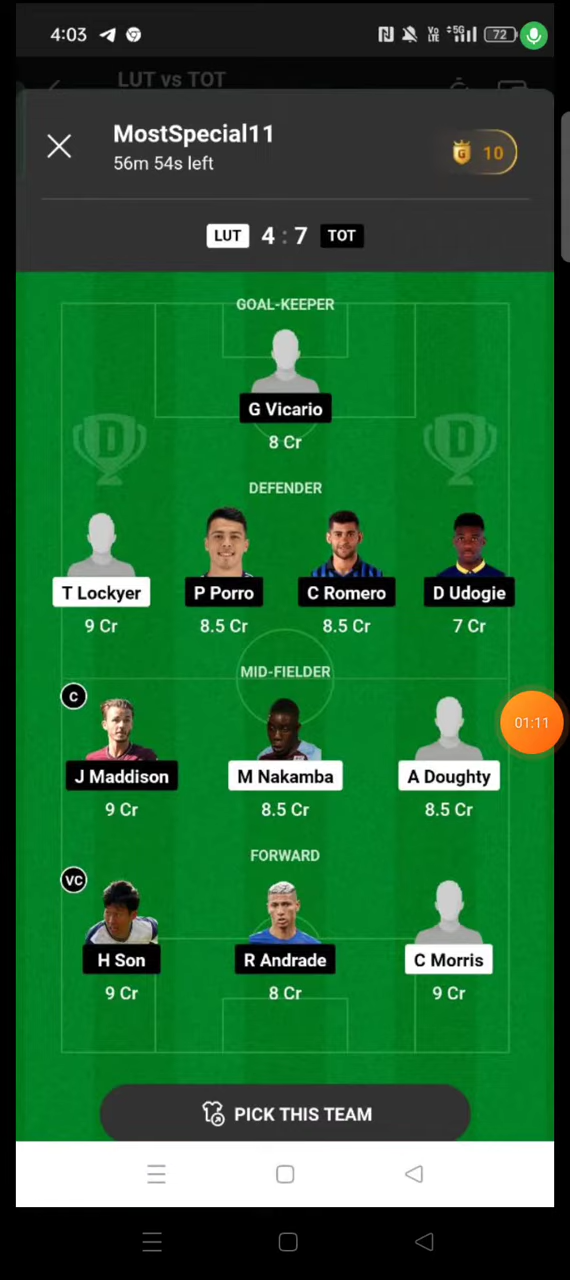 4:03
Vo LTE 5G 72
LUT vs TOT
MostSpecial11
56m 54s left
G 10
LUT 4 : 7 TOT
GOAL-KEEPER
G Vicario
8 Cr
D D
DEFENDER
T Lockyer P Porro C Romero D Udogie
9 Cr 8.5 Cr 8.5 Cr 7 Cr
MID-FIELDER
C
01:11
J Maddison M Nakamba A Doughty
9 Cr 8.5 Cr 8.5 Cr
FORWARD
VC
H Son R Andrade C Morris
9 Cr 8 Cr 9 Cr
PICK THIS TEAM